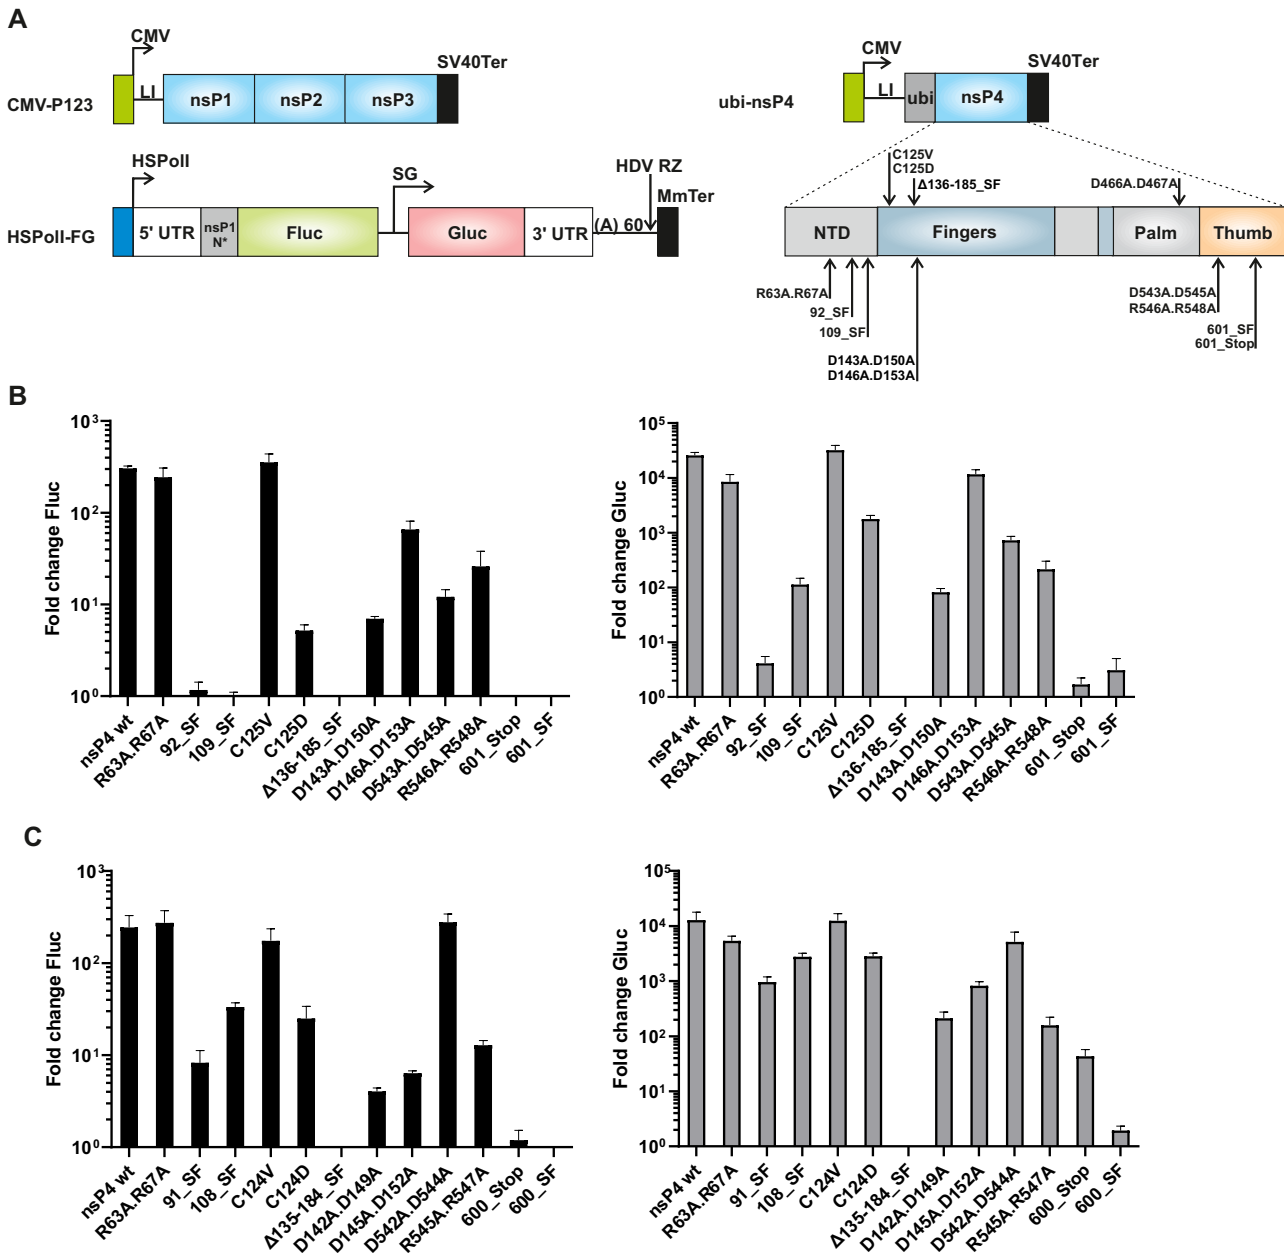 A
CMV
LI
nsP1
nsP2
nsP3
SV40Ter
CMV-P123
HSPolI
5' UTR
nsP1
N*
Fluc
SG
Gluc
3' UTR
(A) 60
HDV RZ
MmTer
HSPolI-FG
CMV
LI
ubi
nsP4
SV40Ter
ubi-nsP4
C125V
C125D
Δ136-185_SF
D466A.D467A
NTD
Fingers
Palm
Thumb
R63A.R67A
92_SF
109_SF
D143A.D150A
D146A.D153A
D543A.D545A
R546A.R548A
601_SF
601_Stop
B
Fold change Fluc
10³
10²
10¹
10⁰
nsP4 wt
R63A.R67A
92_SF
109_SF
C125V
C125D
Δ136-185_SF
D143A.D150A
D146A.D153A
D543A.D545A
R546A.R548A
601_Stop
601_SF
Fold change Gluc
10⁵
10⁴
10³
10²
10¹
10⁰
nsP4 wt
R63A.R67A
92_SF
109_SF
C125V
C125D
Δ136-185_SF
D143A.D150A
D146A.D153A
D543A.D545A
R546A.R548A
601_Stop
601_SF
C
Fold change Fluc
10³
10²
10¹
10⁰
nsP4 wt
R63A.R67A
91_SF
108_SF
C124V
C124D
Δ135-184_SF
D142A.D149A
D145A.D152A
D542A.D544A
R545A.R547A
600_Stop
600_SF
Fold change Gluc
10⁵
10⁴
10³
10²
10¹
10⁰
nsP4 wt
R63A.R67A
91_SF
108_SF
C124V
C124D
Δ135-184_SF
D142A.D149A
D145A.D152A
D542A.D544A
R545A.R547A
600_Stop
600_SF